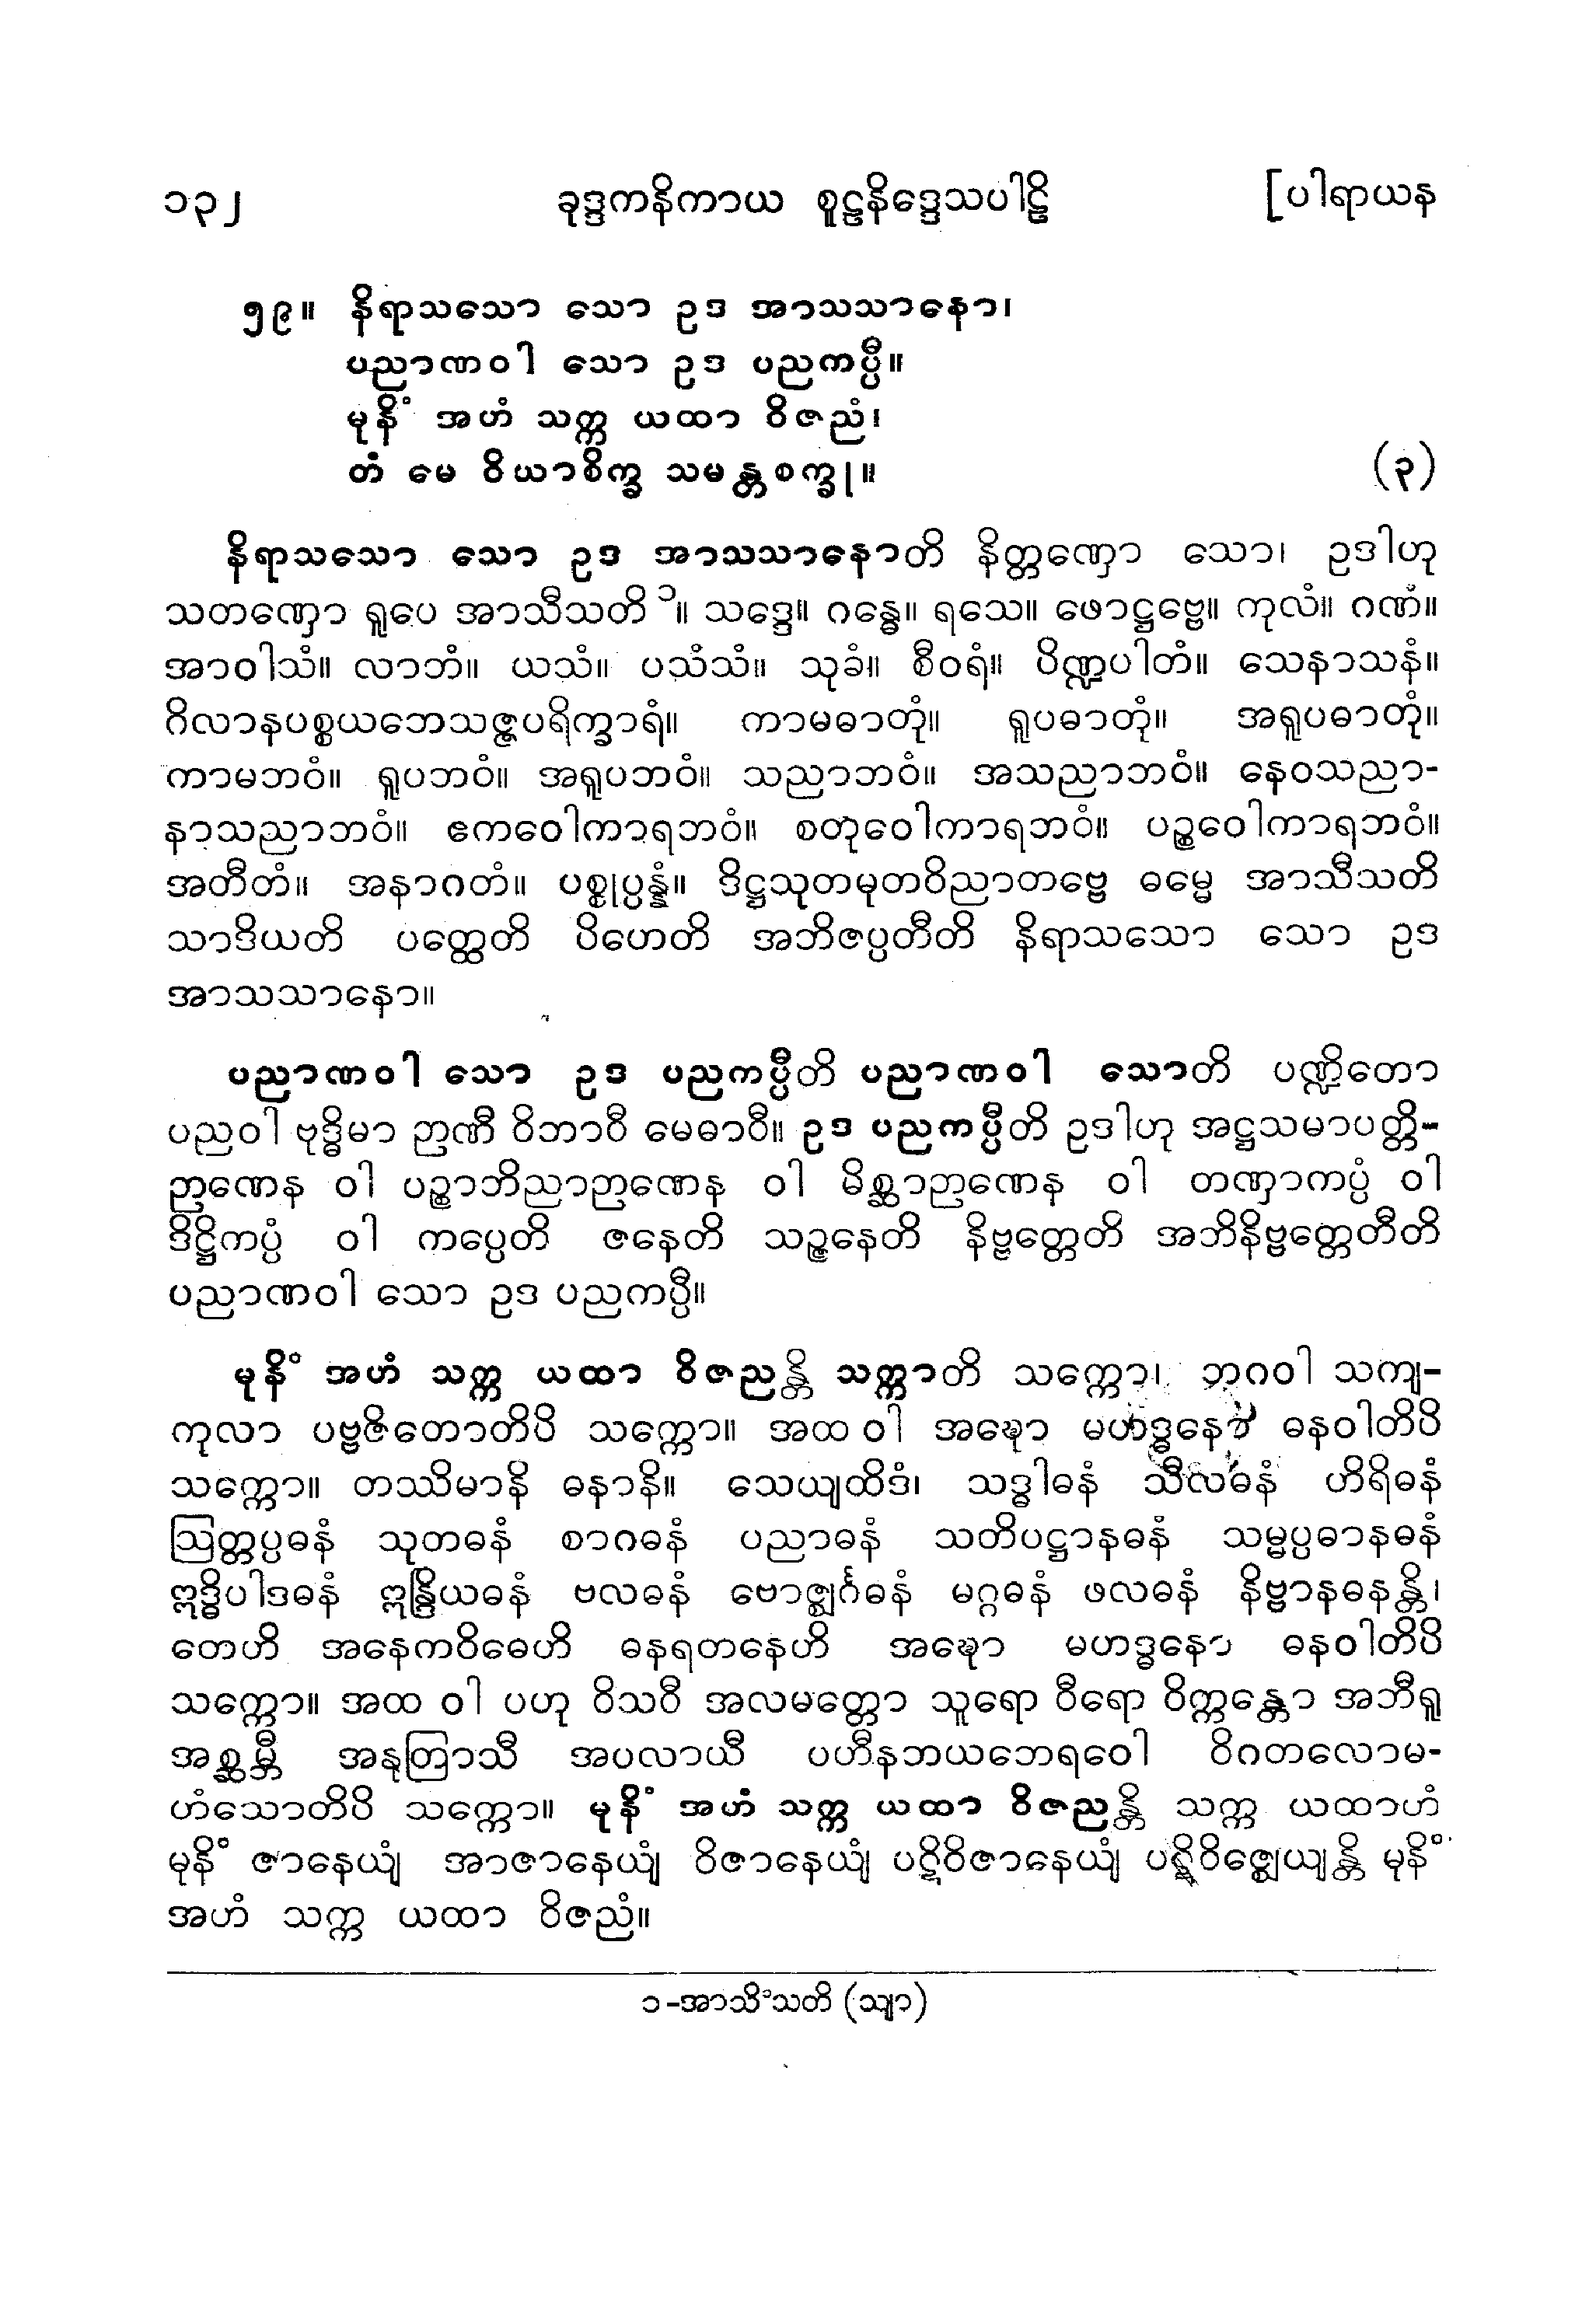 ၁၃၂ ခုဒ္ဒကနိကာယ စူဠနိဒ္ဒေသပါဠိ [ပါရာယန
၅၉။ နိရာသသော သော ဥဒ အာသသာနော၊
ပညာဏဝါ သော ဥဒ ပညကပ္ပီ။
မုနိံ အဟံ သက္က ယထာ ဝိဇညံ၊
တံ မေ ဝိယာစိက္ခ သမန္တစက္ခု။ (၃)
နိရာသသော သော ဥဒ အာသသာနောတိ နိတ္တဏှော သော၊ ဥဒါဟု
သတဏှော ရူပေ အာသီသတိ ၁။ သဒ္ဒေ။ ဂန္ဓေ။ ရသေ။ ဖောဋ္ဌဗ္ဗေ။ ကုလံ။ ဂဏံ။
အာဝါသံ။ လာဘံ။ ယသံ။ ပသံသံ။ သုခံ။ စီဝရံ။ ပိဏ္ဍပါတံ။ သေနာသနံ။
ဂိလာနပစ္စယဘေသဇ္ဇပရိက္ခာရံ။ ကာမဓာတုံ။ ရူပဓာတုံ။ အရူပဓာတုံ။
ကာမဘဝံ။ ရူပဘဝံ။ အရူပဘဝံ။ သညာဘဝံ။ အသညာဘဝံ။ နေဝသညာ-
နာသညာဘဝံ။ ဧကဝေါကာရဘဝံ။ စတုဝေါကာရဘဝံ။ ပဉ္စဝေါကာရဘဝံ။
အတီတံ။ အနာဂတံ။ ပစ္စုပ္ပန္နံ။ ဒိဋ္ဌသုတမုတဝိညာတဗ္ဗေ ဓမ္မေ အာသီသတိ
သာဒိယတိ ပတ္ထေတိ ပိဟေတိ အဘိဇပ္ပတီတိ နိရာသသော သော ဥဒ
အာသသာနော။
ပညာဏဝါ သော ဥဒ ပညကပ္ပီတိ ပညာဏဝါ သောတိ ပဏ္ဍိတော
ပညဝါ ဗုဒ္ဓိမာ ဉာဏီ ဝိဘာဝီ မေဓာဝီ။ ဥဒ ပညကပ္ပီတိ ဥဒါဟု အဋ္ဌသမာပတ္တိ-
ဉာဏေန ဝါ ပဉ္စာဘိညာဉာဏေန ဝါ မိစ္ဆာဉာဏေန ဝါ တဏှာကပ္ပံ ဝါ
ဒိဋ္ဌိကပ္ပံ ဝါ ကပ္ပေတိ ဇနေတိ သဉ္ဇနေတိ နိဗ္ဗတ္တေတိ အဘိနိဗ္ဗတ္တေတီတိ
ပညာဏဝါ သော ဥဒ ပညကပ္ပီ။
မုနိံ အဟံ သက္က ယထာ ဝိဇညန္တိ သက္ကာတိ သက္ကော၊ ဘဂဝါ သကျ-
ကုလာ ပဗ္ဗဇိတောတိပိ သက္ကော။ အထ ဝါ အဍ္ဎော မဟဒ္ဓနော ဓနဝါတိပိ
သက္ကော။ တဿိမာနိ ဓနာနိ။ သေယျထိဒံ၊ သဒ္ဓါဓနံ သီလဓနံ ဟိရိဓနံ
ဩတ္တပ္ပဓနံ သုတဓနံ စာဂဓနံ ပညာဓနံ သတိပဋ္ဌာနဓနံ သမ္မပ္ပဓာနဓနံ
ဣဒ္ဓိပါဒဓနံ ဣန္ဒြိယဓနံ ဗလဓနံ ဗောဇ္ဈင်္ဂဓနံ မဂ္ဂဓနံ ဖလဓနံ နိဗ္ဗာနဓနန္တိ၊
တေဟိ အနေကဝိဓေဟိ ဓနရတနေဟိ အဍ္ဎော မဟဒ္ဓနော ဓနဝါတိပိ
သက္ကော။ အထ ဝါ ပဟု ဝိသဝီ အလမတ္တော သူရော ဝီရော ဝိက္ကန္တော အဘီရူ
အစ္ဆမ္ဘီ အနုတြာသီ အပလာယီ ပဟီနဘယဘေရဝေါ ဝိဂတလောမ-
ဟံသောတိပိ သက္ကော။ မုနိံ အဟံ သက္က ယထာ ဝိဇညန္တိ သက္က ယထာဟံ
မုနိံ ဇာနေယျံ အာဇာနေယျံ ဝိဇာနေယျံ ပဋိဝိဇာနေယျံ ပဋိဝိဇ္ဈေယျန္တိ မုနိံ
အဟံ သက္က ယထာ ဝိဇညံ။
၁-အာသိံသတိ (သျာ)